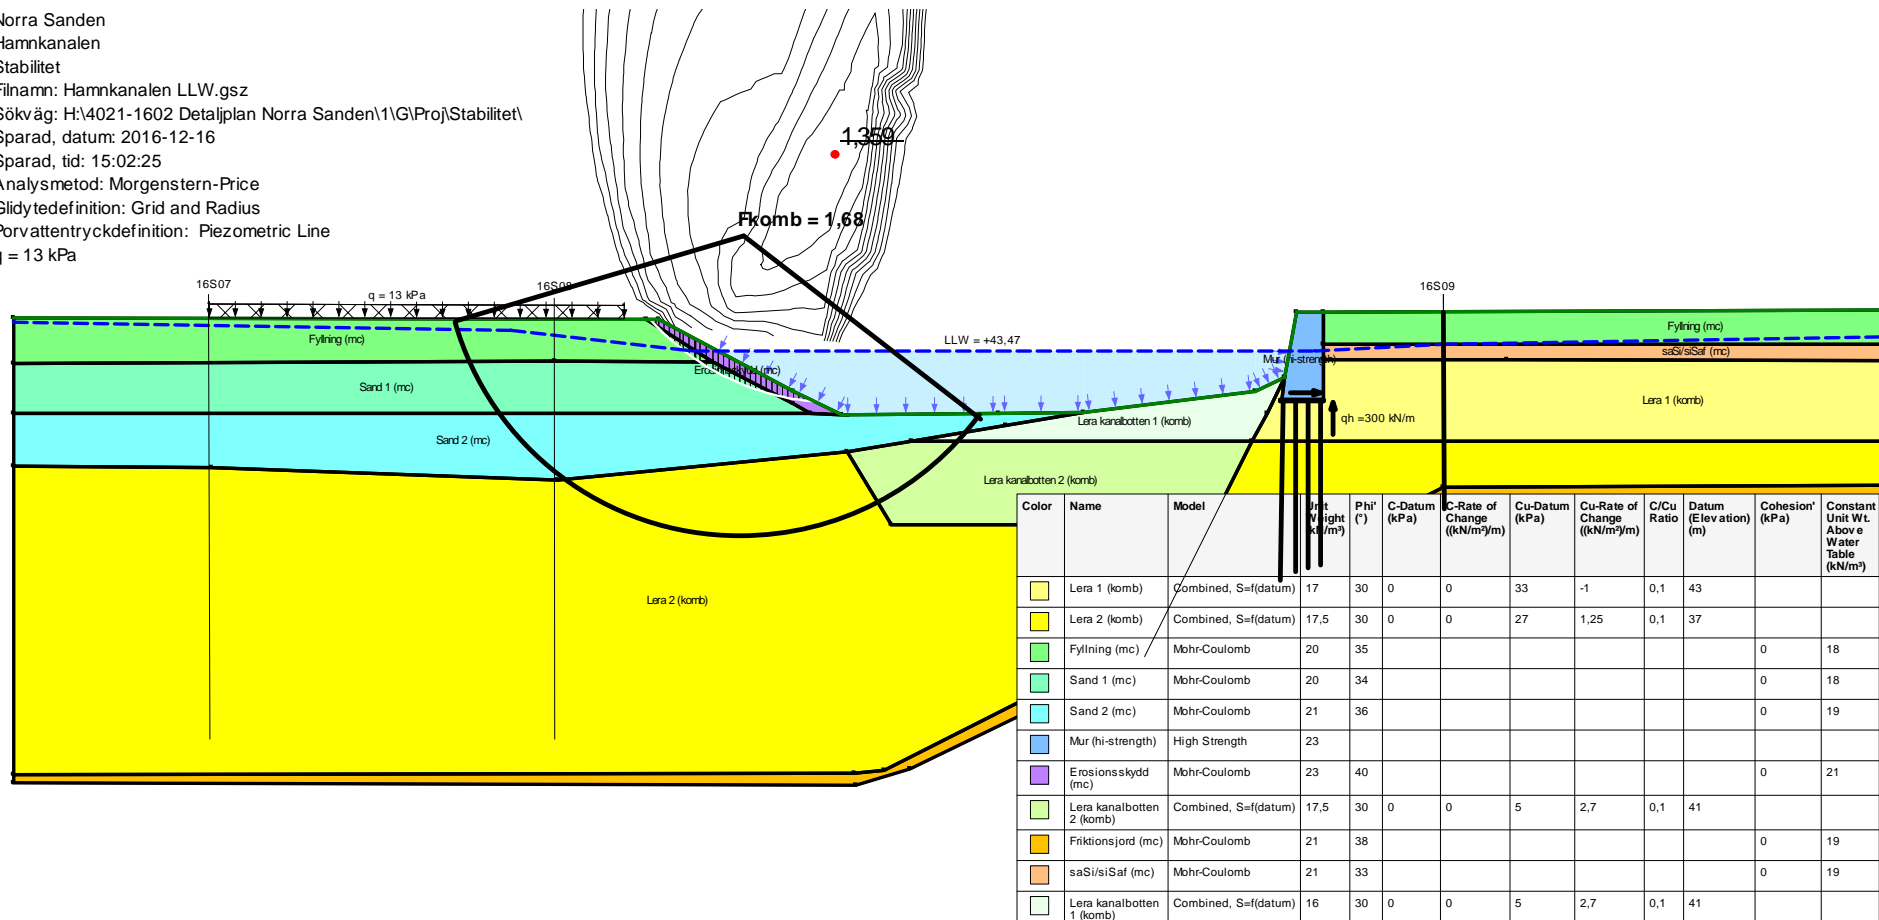 Norra Sanden
Hamnkanalen
Stabilitet
Filnamn: Hamnkanalen LLW.gsz
Sökväg: H:\4021-1602 Detaljplan Norra Sanden\1\G\Proj\Stabilitet\
Sparad, datum: 2016-12-16
Sparad, tid: 15:02:25
Analysmetod: Morgenstern-Price
Glidytedefinition: Grid and Radius
Porvattentryckdefinition: Piezometric Line
q = 13 kPa
1,359
Fkomb = 1,68
16S07
q = 13 kPa
16S08
16S09
Fyllning (mc)
LLW = +43,47
Fyllning (mc)
saSi/siSaf (mc)
Mur (hi-strength)
Erosionsskydd (mc)
Sand 1 (mc)
Lera 1 (komb)
qh =300 kN/m
Lera kanalbotten 1 (komb)
Sand 2 (mc)
Lera kanalbotten 2 (komb)
Lera 2 (komb)
Color Name Model Unit Weight (kN/m³) Phi' (°) C-Datum (kPa) C-Rate of Change ((kN/m²)/m) Cu-Datum (kPa) Cu-Rate of Change ((kN/m²)/m) C/Cu Ratio Datum (Elevation) (m) Cohesion' (kPa) Constant Unit Wt. Above Water Table (kN/m³)
Lera 1 (komb) Combined, S=f(datum) 17 30 0 0 33 -1 0,1 43
Lera 2 (komb) Combined, S=f(datum) 17,5 30 0 0 27 1,25 0,1 37
Fyllning (mc) Mohr-Coulomb 20 35 0 18
Sand 1 (mc) Mohr-Coulomb 20 34 0 18
Sand 2 (mc) Mohr-Coulomb 21 36 0 19
Mur (hi-strength) High Strength 23
Erosionsskydd (mc) Mohr-Coulomb 23 40 0 21
Lera kanalbotten 2 (komb) Combined, S=f(datum) 17,5 30 0 0 5 2,7 0,1 41
Friktionsjord (mc) Mohr-Coulomb 21 38 0 19
saSi/siSaf (mc) Mohr-Coulomb 21 33 0 19
Lera kanalbotten 1 (komb) Combined, S=f(datum) 16 30 0 0 5 2,7 0,1 41